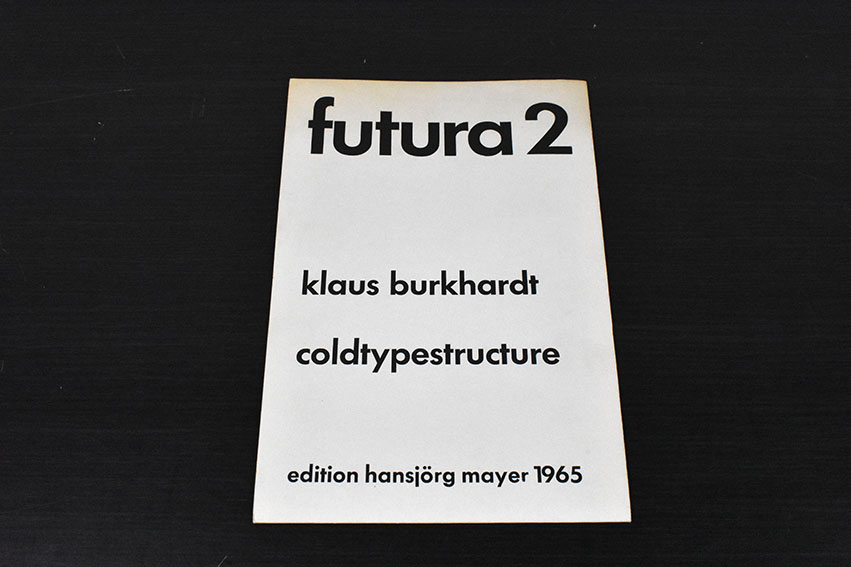 futura 2
klaus burkhardt
coldtypestructure
edition hansjörg mayer 1965